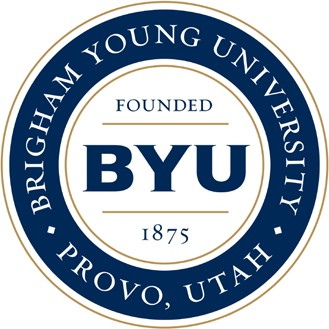 • BRIGHAM YOUNG UNIVERSITY •
FOUNDED
BYU
1875
PROVO, UTAH